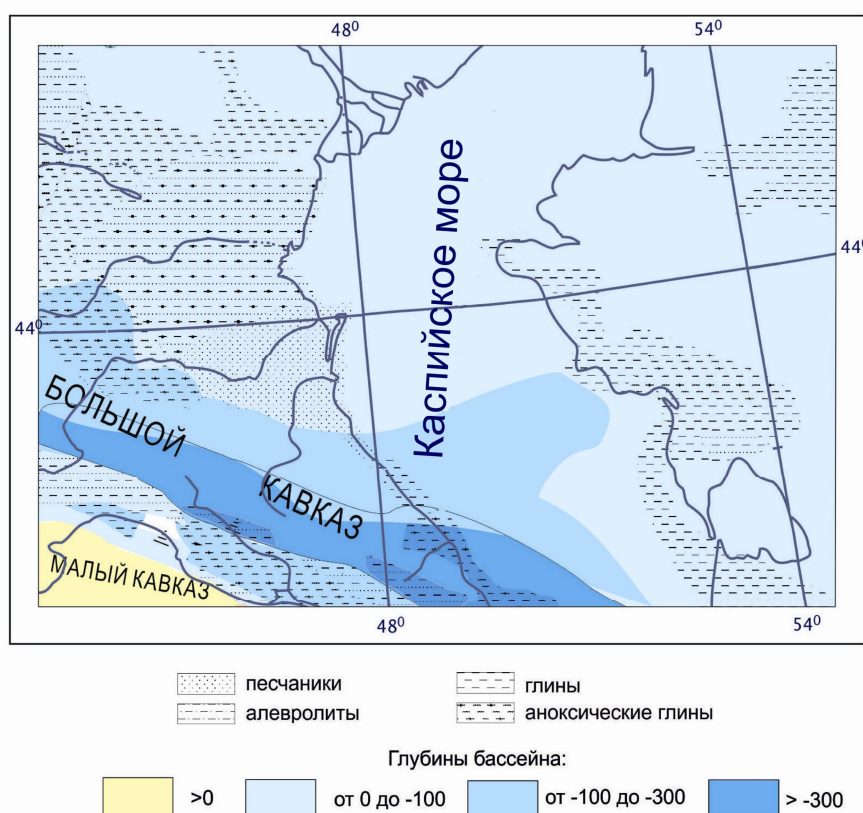 48⁰ 54⁰
Каспийское море
44⁰
44⁰
БОЛЬШОЙ
КАВКАЗ
МАЛЫЙ КАВКАЗ
48⁰ 54⁰
песчаники глины
алевролиты аноксические глины
Глубины бассейна:
>0 от 0 до -100 от -100 до -300 > -300